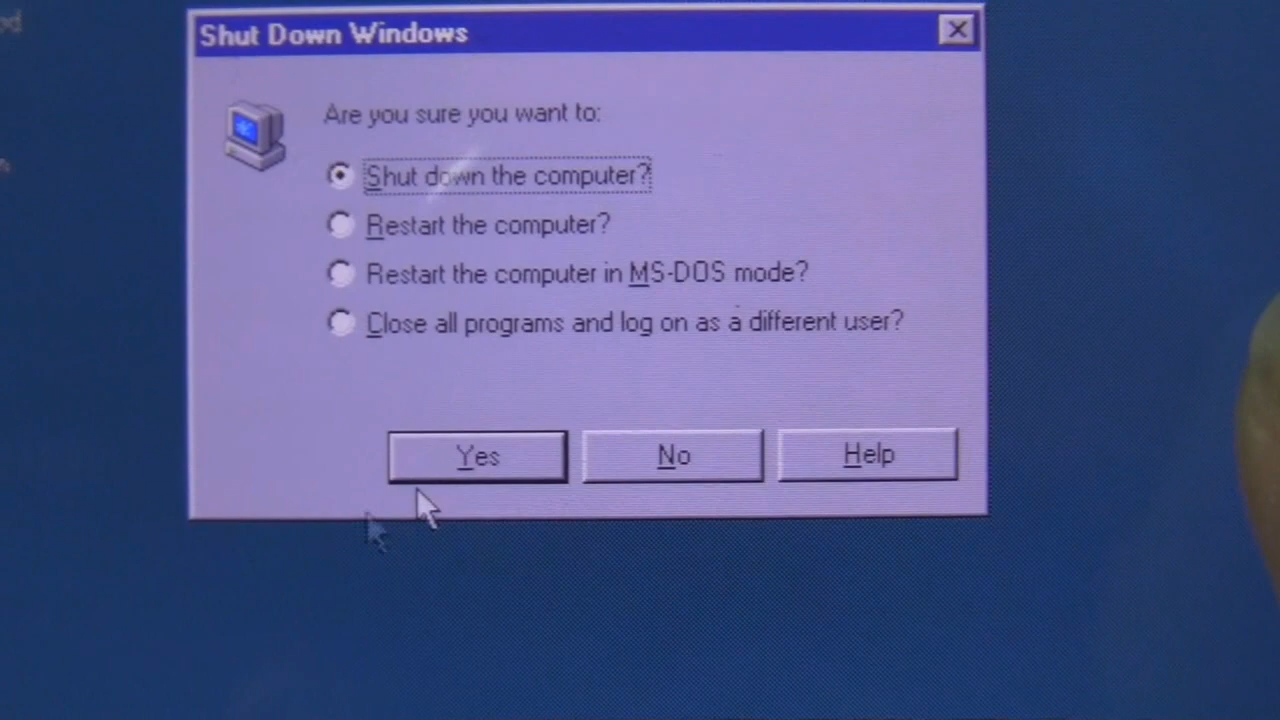 Shut Down Windows
Are you sure you want to:
Shut down the computer?
Restart the computer?
Restart the computer in MS-DOS mode?
Close all programs and log on as a different user?
Yes No Help